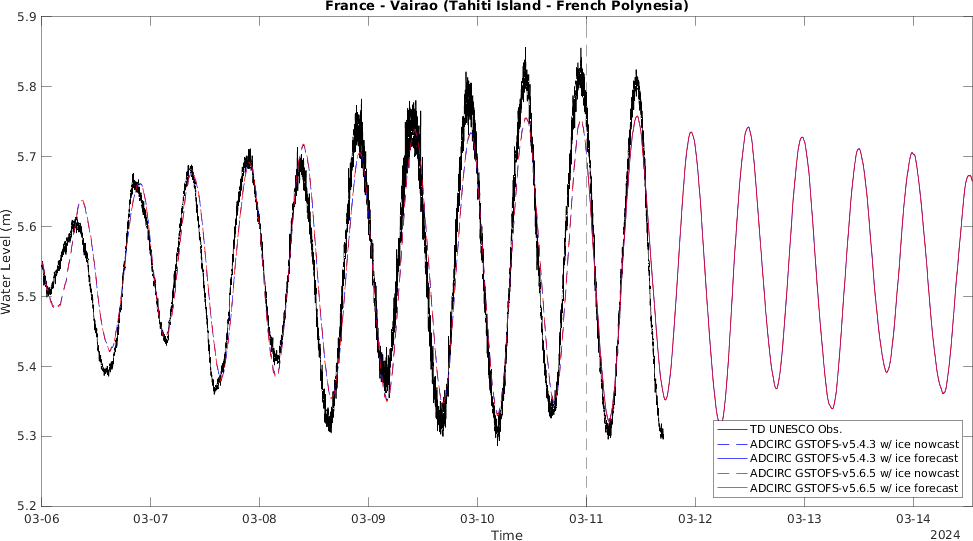 France - Vairao (Tahiti Island - French Polynesia)
5.9
5.8
5.7
5.6
5.5
5.4
5.3
5.2
Water Level (m)
TD UNESCO Obs.
ADCIRC GSTOFS-v5.4.3 w/ ice nowcast
ADCIRC GSTOFS-v5.4.3 w/ ice forecast
ADCIRC GSTOFS-v5.6.5 w/ ice nowcast
ADCIRC GSTOFS-v5.6.5 w/ ice forecast
03-06 03-07 03-08 03-09 03-10 03-11 03-12 03-13 03-14
Time
2024